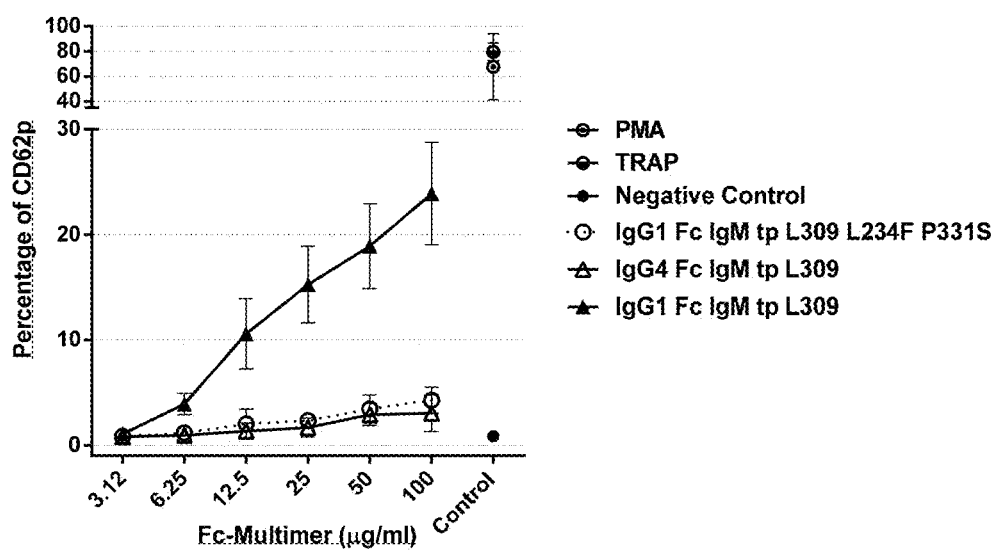 100
80
60
40
30
20
10
0
Percentage of CD62p
3.12
6.25
12.5
25
50
100
Control
Fc-Multimer (μg/ml)
PMA
TRAP
Negative Control
IgG1 Fc IgM tp L309 L234F P331S
IgG4 Fc IgM tp L309
IgG1 Fc IgM tp L309